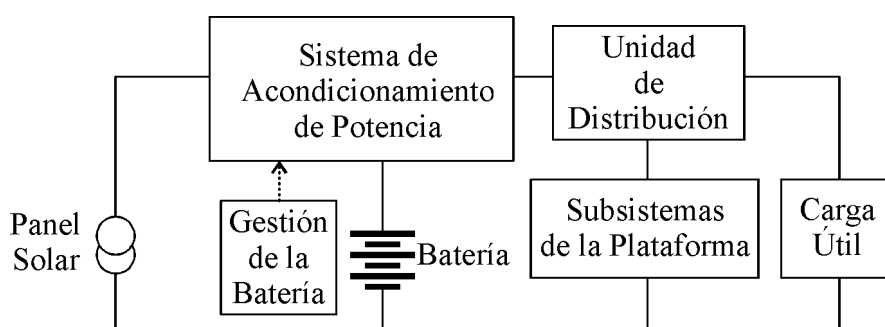 Sistema de
Acondicionamiento
de Potencia
Unidad
de
Distribución
Panel
Solar
Gestión
de la
Batería
Batería
Subsistemas
de la Plataforma
Carga
Útil